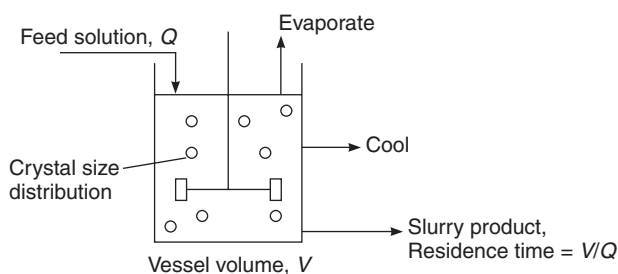 Evaporate
Feed solution, Q
Cool
Crystal size
distribution
Slurry product,
Residence time = V/Q
Vessel volume, V